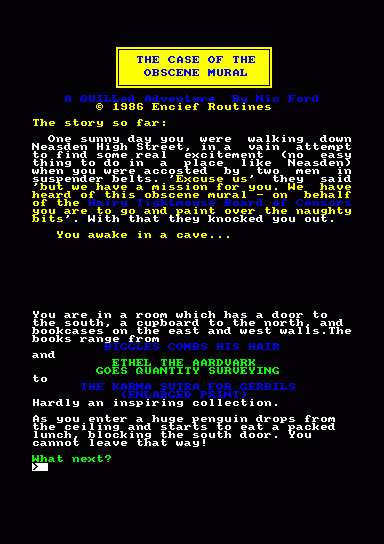 THE CASE OF THE
OBSCENE MURAL
A QUILLed Adventure  By Nic Ford
© 1986 Encief Routines
The story so far:
One sunny day you were walking down
Neasden High Street, in a vain attempt
to find some real excitement (no easy
thing to do in a place like Neasden)
when you were accosted by two men in
suspender belts. 'Excuse us' they said
'but we have a mission for you. We have
heard of this obscene mural - on behalf
of the Hairy Tightmouse Board of Censors
you are to go and paint over the naughty
bits'. With that they knocked you out.
You awake in a cave...
You are in a room which has a door to
the south, a cupboard to the north, and
bookcases on the east and west walls.The
books range from
BIGGLES COMBS HIS HAIR
and
ETHEL THE AARDVARK
GOES QUANTITY SURVEYING
to
THE KARMA SUTRA FOR GERBILS
(ENLARGED PRINT)
Hardly an inspiring collection.
As you enter a huge penguin drops from
the ceiling and starts to eat a packed
lunch, blocking the south door. You
cannot leave that way!
What next?
>